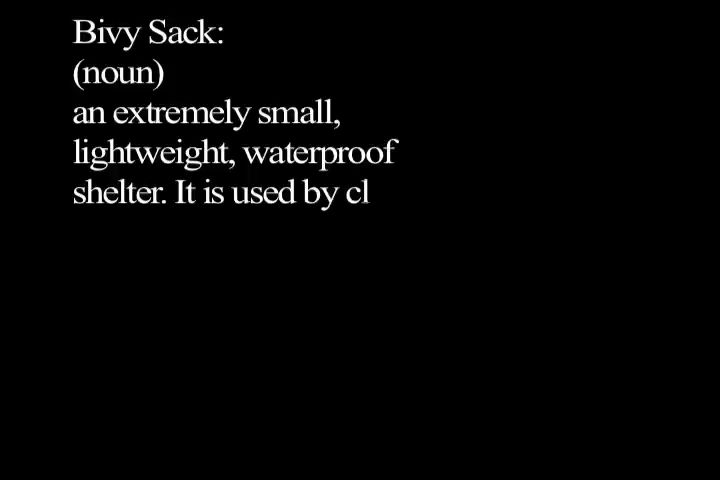 Bivy Sack:
(noun)
an extremely small,
lightweight, waterproof
shelter. It is used by cl